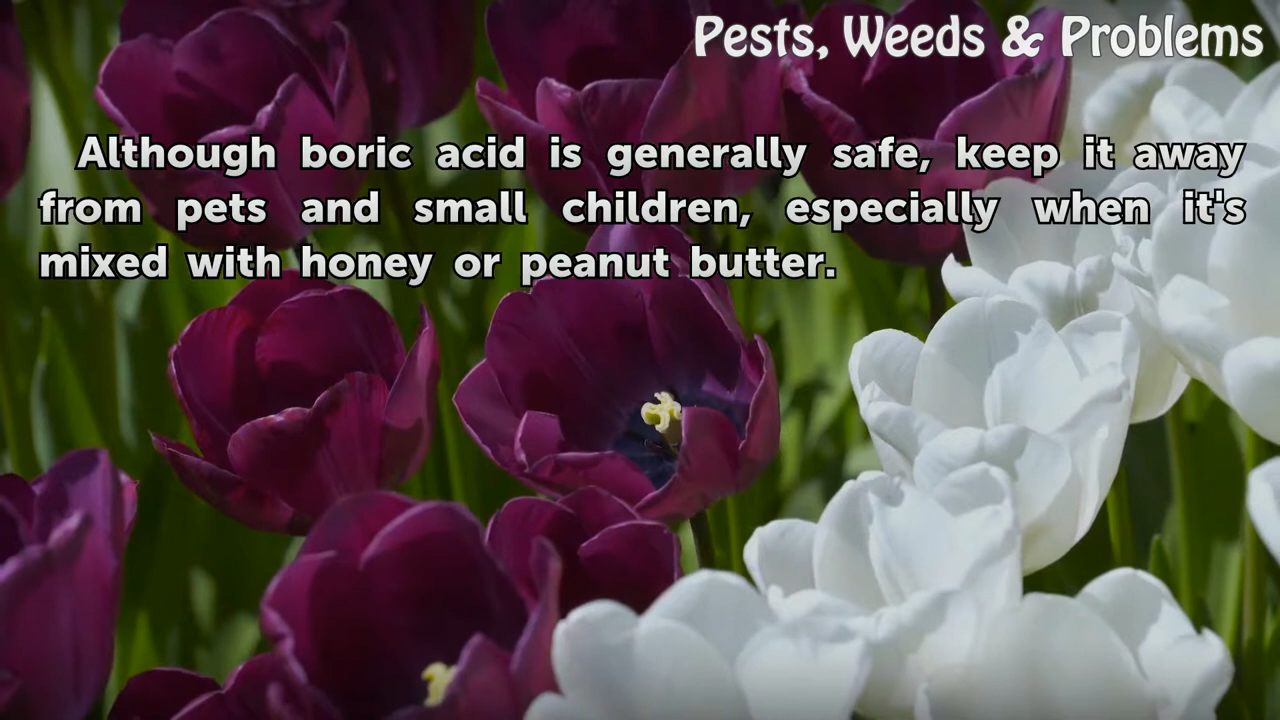 Pests, Weeds & Problems
Although boric acid is generally safe, keep it away
from pets and small children, especially when it's
mixed with honey or peanut butter.